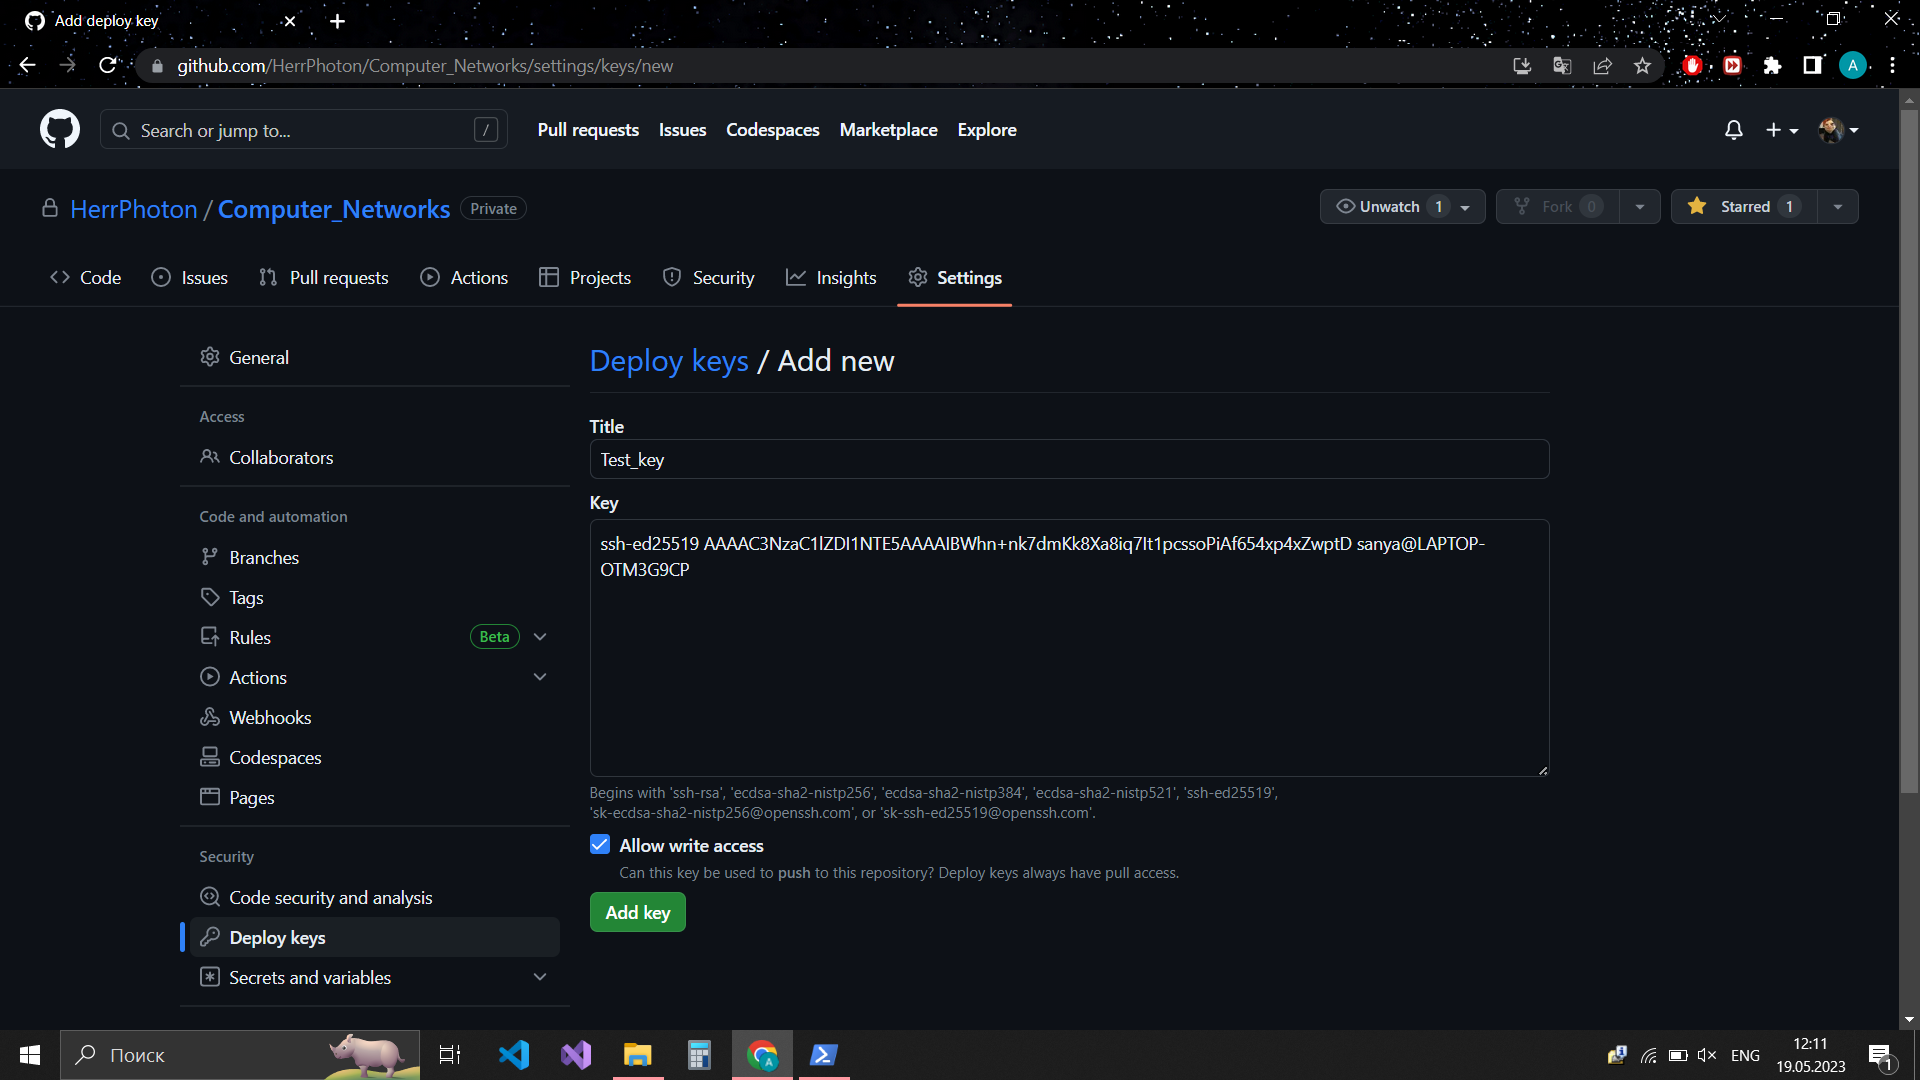 Add deploy key
github.com/HerrPhoton/Computer_Networks/settings/keys/new
A
Search or jump to...
/
Pull requests
Issues
Codespaces
Marketplace
Explore
HerrPhoton / Computer_Networks
Private
Unwatch 1
Fork 0
Starred 1
Code
Issues
Pull requests
Actions
Projects
Security
Insights
Settings
General
Access
Collaborators
Code and automation
Branches
Tags
Rules
Beta
Actions
Webhooks
Codespaces
Pages
Security
Code security and analysis
Deploy keys
Secrets and variables
Deploy keys / Add new
Title
Test_key
Key
ssh-ed25519 AAAAC3NzaC1lZDI1NTE5AAAAIBWhn+nk7dmKk8Xa8iq7It1pcssoPiAf654xp4xZwptD sanya@LAPTOP-
OTM3G9CP
Begins with 'ssh-rsa', 'ecdsa-sha2-nistp256', 'ecdsa-sha2-nistp384', 'ecdsa-sha2-nistp521', 'ssh-ed25519',
'sk-ecdsa-sha2-nistp256@openssh.com', or 'sk-ssh-ed25519@openssh.com'.
Allow write access
Can this key be used to push to this repository? Deploy keys always have pull access.
Add key
Поиск
A
ENG
12:11
19.05.2023
1